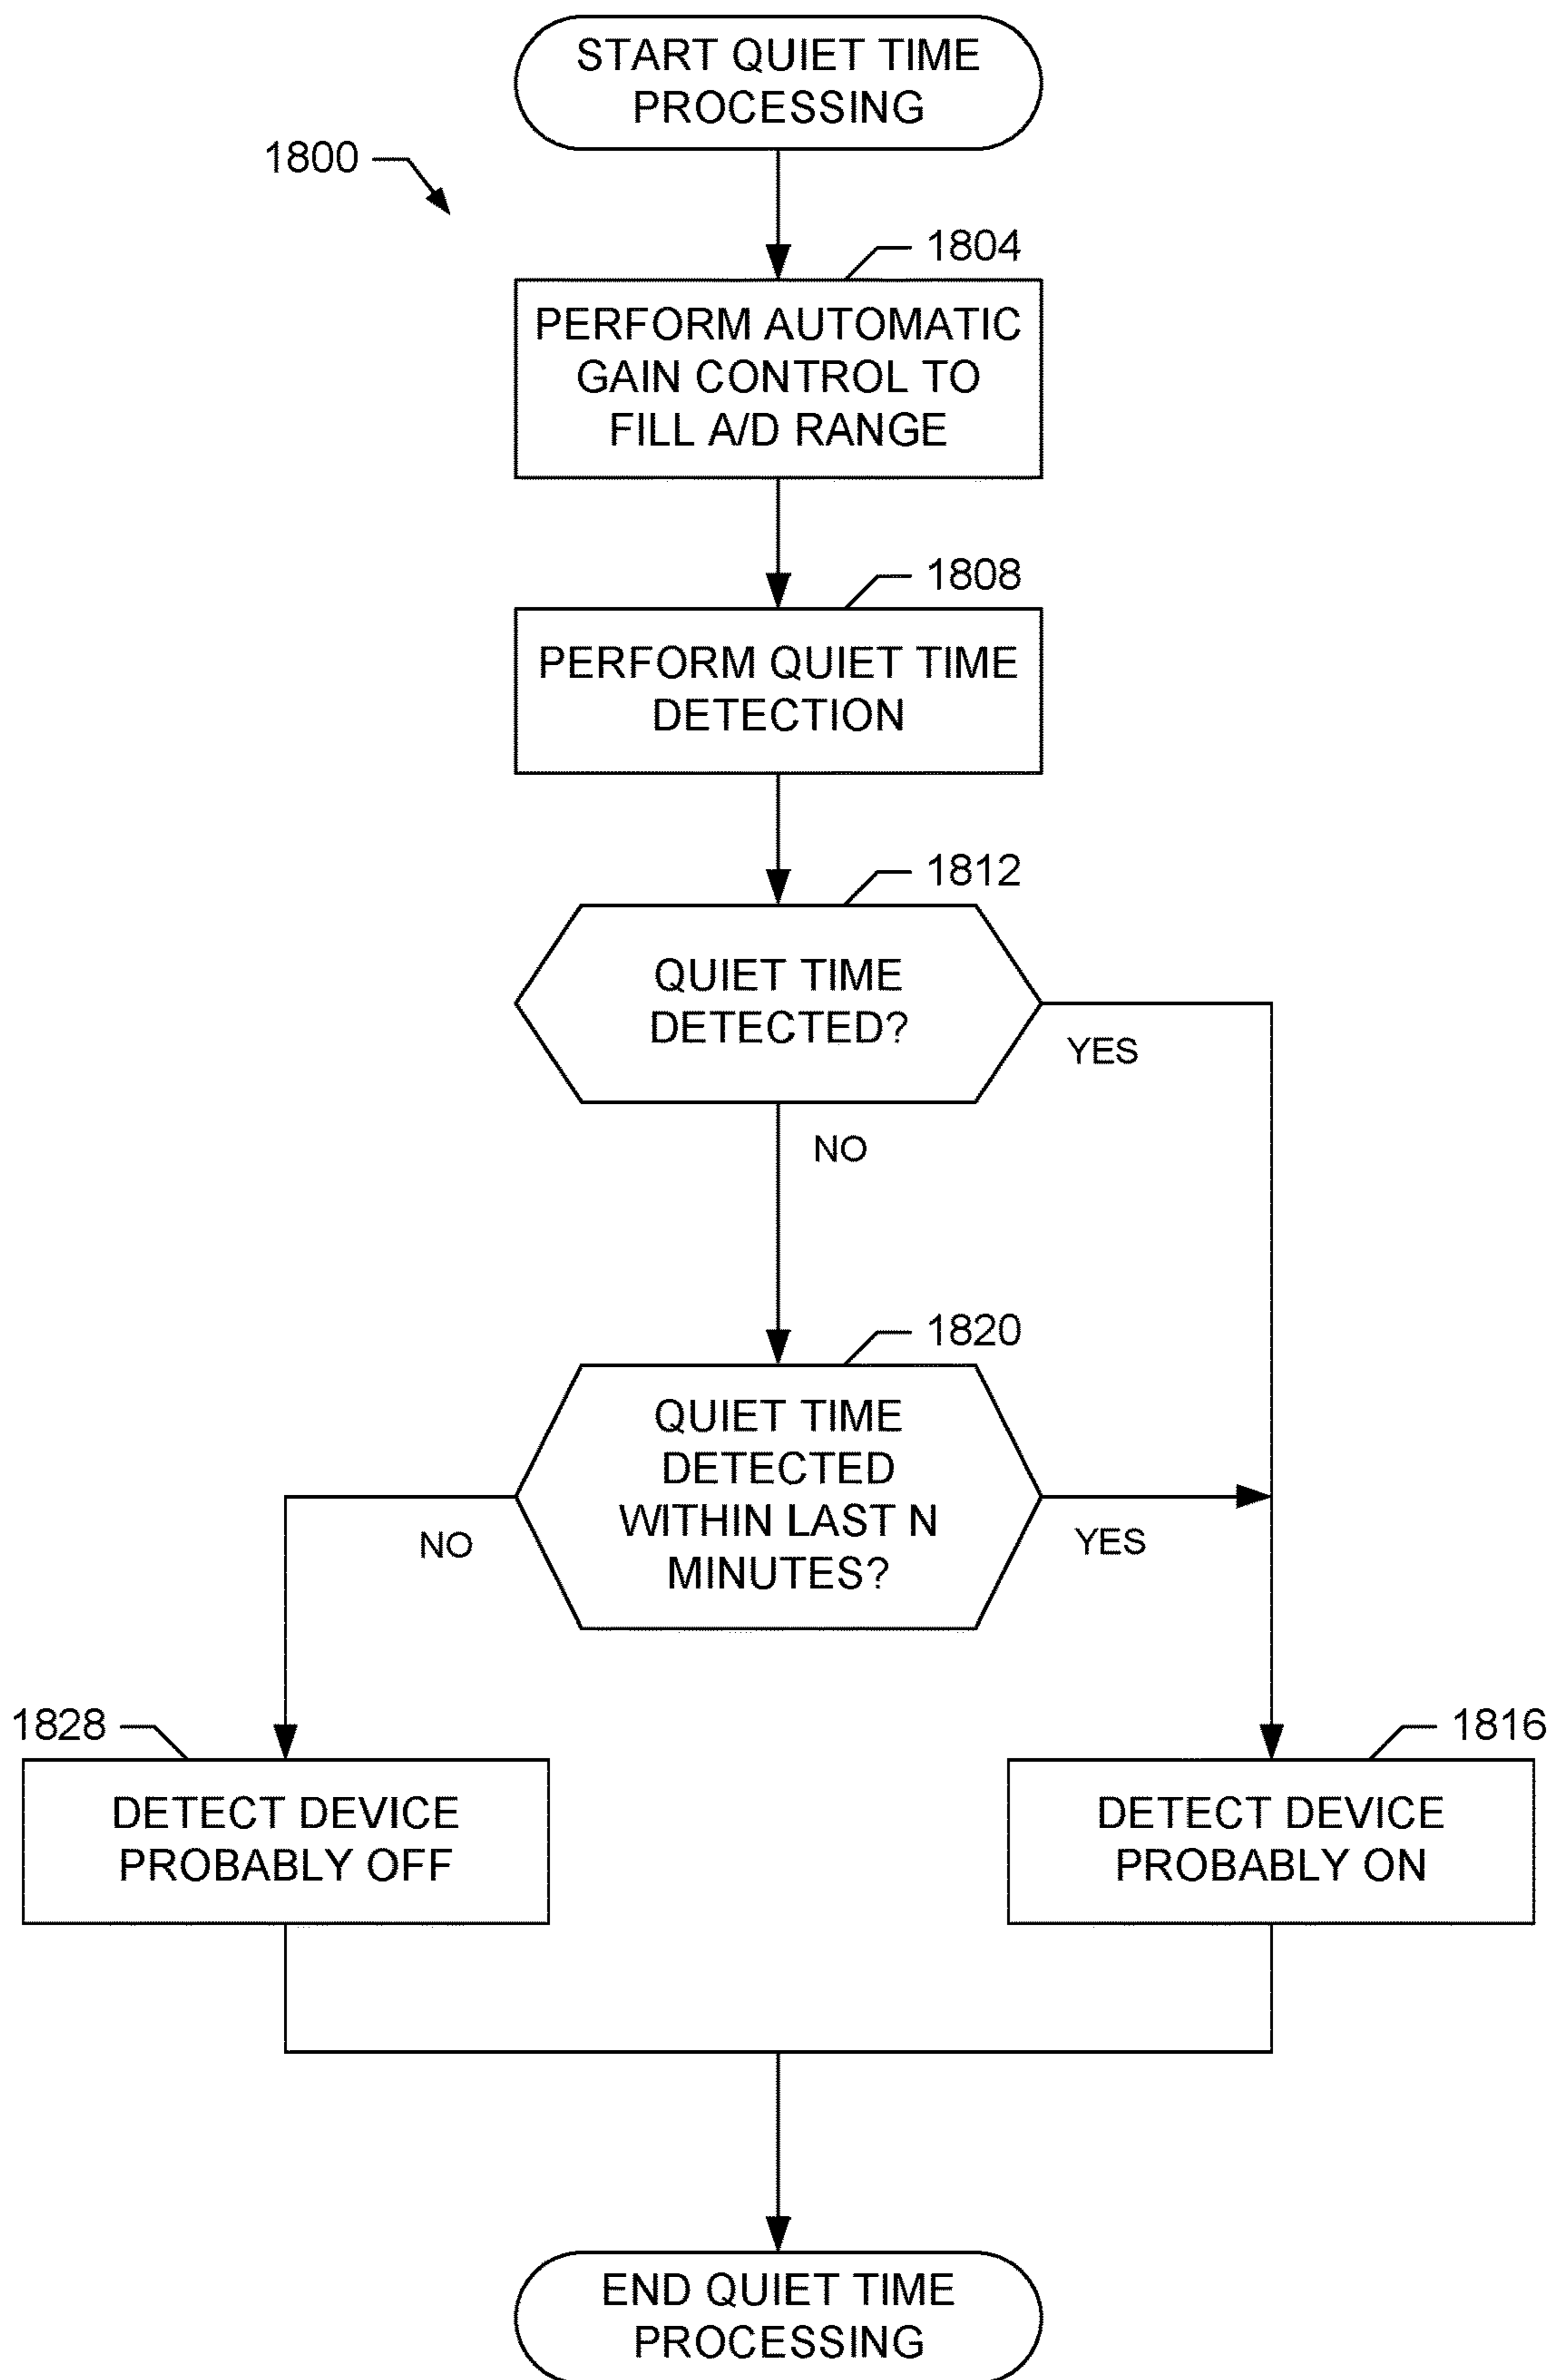 START QUIET TIME
PROCESSING
1800
1804
PERFORM AUTOMATIC
GAIN CONTROL TO
FILL A/D RANGE
1808
PERFORM QUIET TIME
DETECTION
1812
QUIET TIME
DETECTED?
YES
NO
1820
QUIET TIME
DETECTED
WITHIN LAST N
MINUTES?
NO
YES
1828
DETECT DEVICE
PROBABLY OFF
1816
DETECT DEVICE
PROBABLY ON
END QUIET TIME
PROCESSING